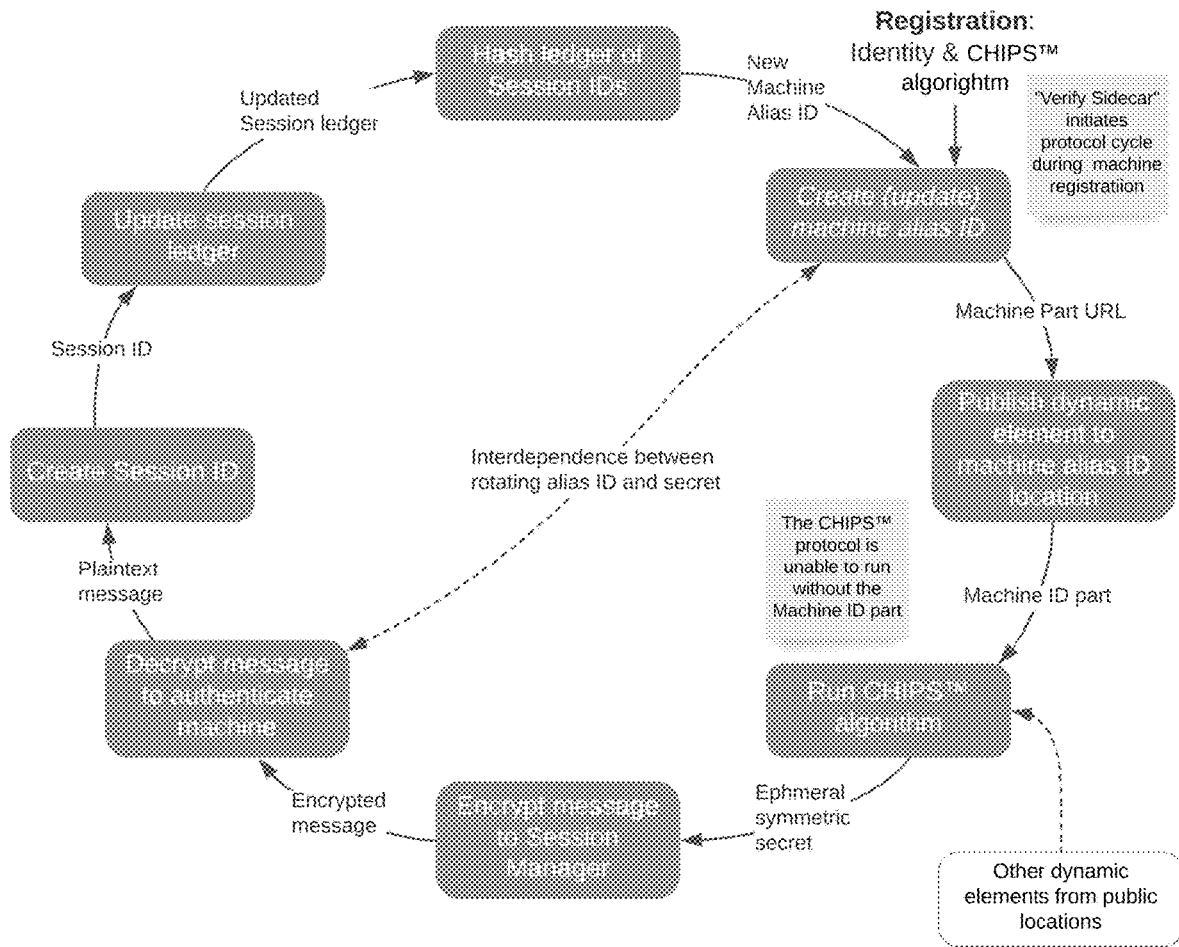 Registration:
Identity & CHIPS™
algorightm
Hash ledger of
Session IDs
New
Machine
Alias ID
Updated
Session ledger
"Verify Sidecar"
initiates
protocol cycle
during machine
registratiion
Create (update)
machine alias ID
Update session
ledger
Machine Part URL
Session ID
Publish dynamic
element to
machine alias ID
location
Create Session ID
Interdependence between
rotating alias ID and secret
The CHIPS™
protocol is
unable to run
without the
Machine ID part
Plaintext
message
Machine ID part
Decrypt message
to authenticate
machine
Run CHIPS™
algorithm
Encrypted
message
Encrypt message
to Session
Manager
Ephmeral
symmetric
secret
Other dynamic
elements from public
locations